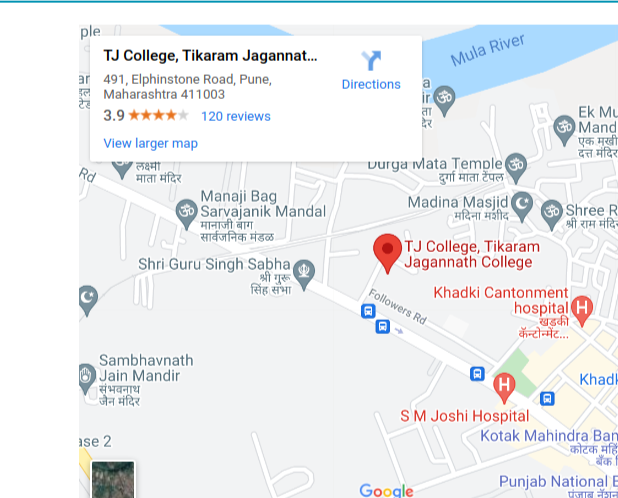 ple
TJ College, Tikaram Jagannat...
491, Elphinstone Road, Pune,
Maharashtra 411003
Directions
3.9
120 reviews
View larger map
Mula River
लक्ष्मी
माता मंदिर
Rd
Ek Mu
Mand
एक मुखी
दत्त मंदिर
Durga Mata Temple
दुर्गा माता टेंपल
Manaji Bag
Sarvajanik Mandal
मानाजी बाग
सार्वजनिक मंडळ
Madina Masjid
मदिना मशीद
Shree R
श्री राम मंदि
TJ College, Tikaram
Jagannath College
Shri Guru Singh Sabha
श्री गुरू
सिंह सभा
Followers Rd
Khadki Cantonment
hospital
खडकी
कॅन्टोन्मेंट...
Sambhavnath
Jain Mandir
संभवनाथ
जैन मंदिर
Khadk
S M Joshi Hospital
ase 2
Kotak Mahindra Ban
कोटक महिं
बँक लि
Punjab National B
पंजाब नॅशन
Google